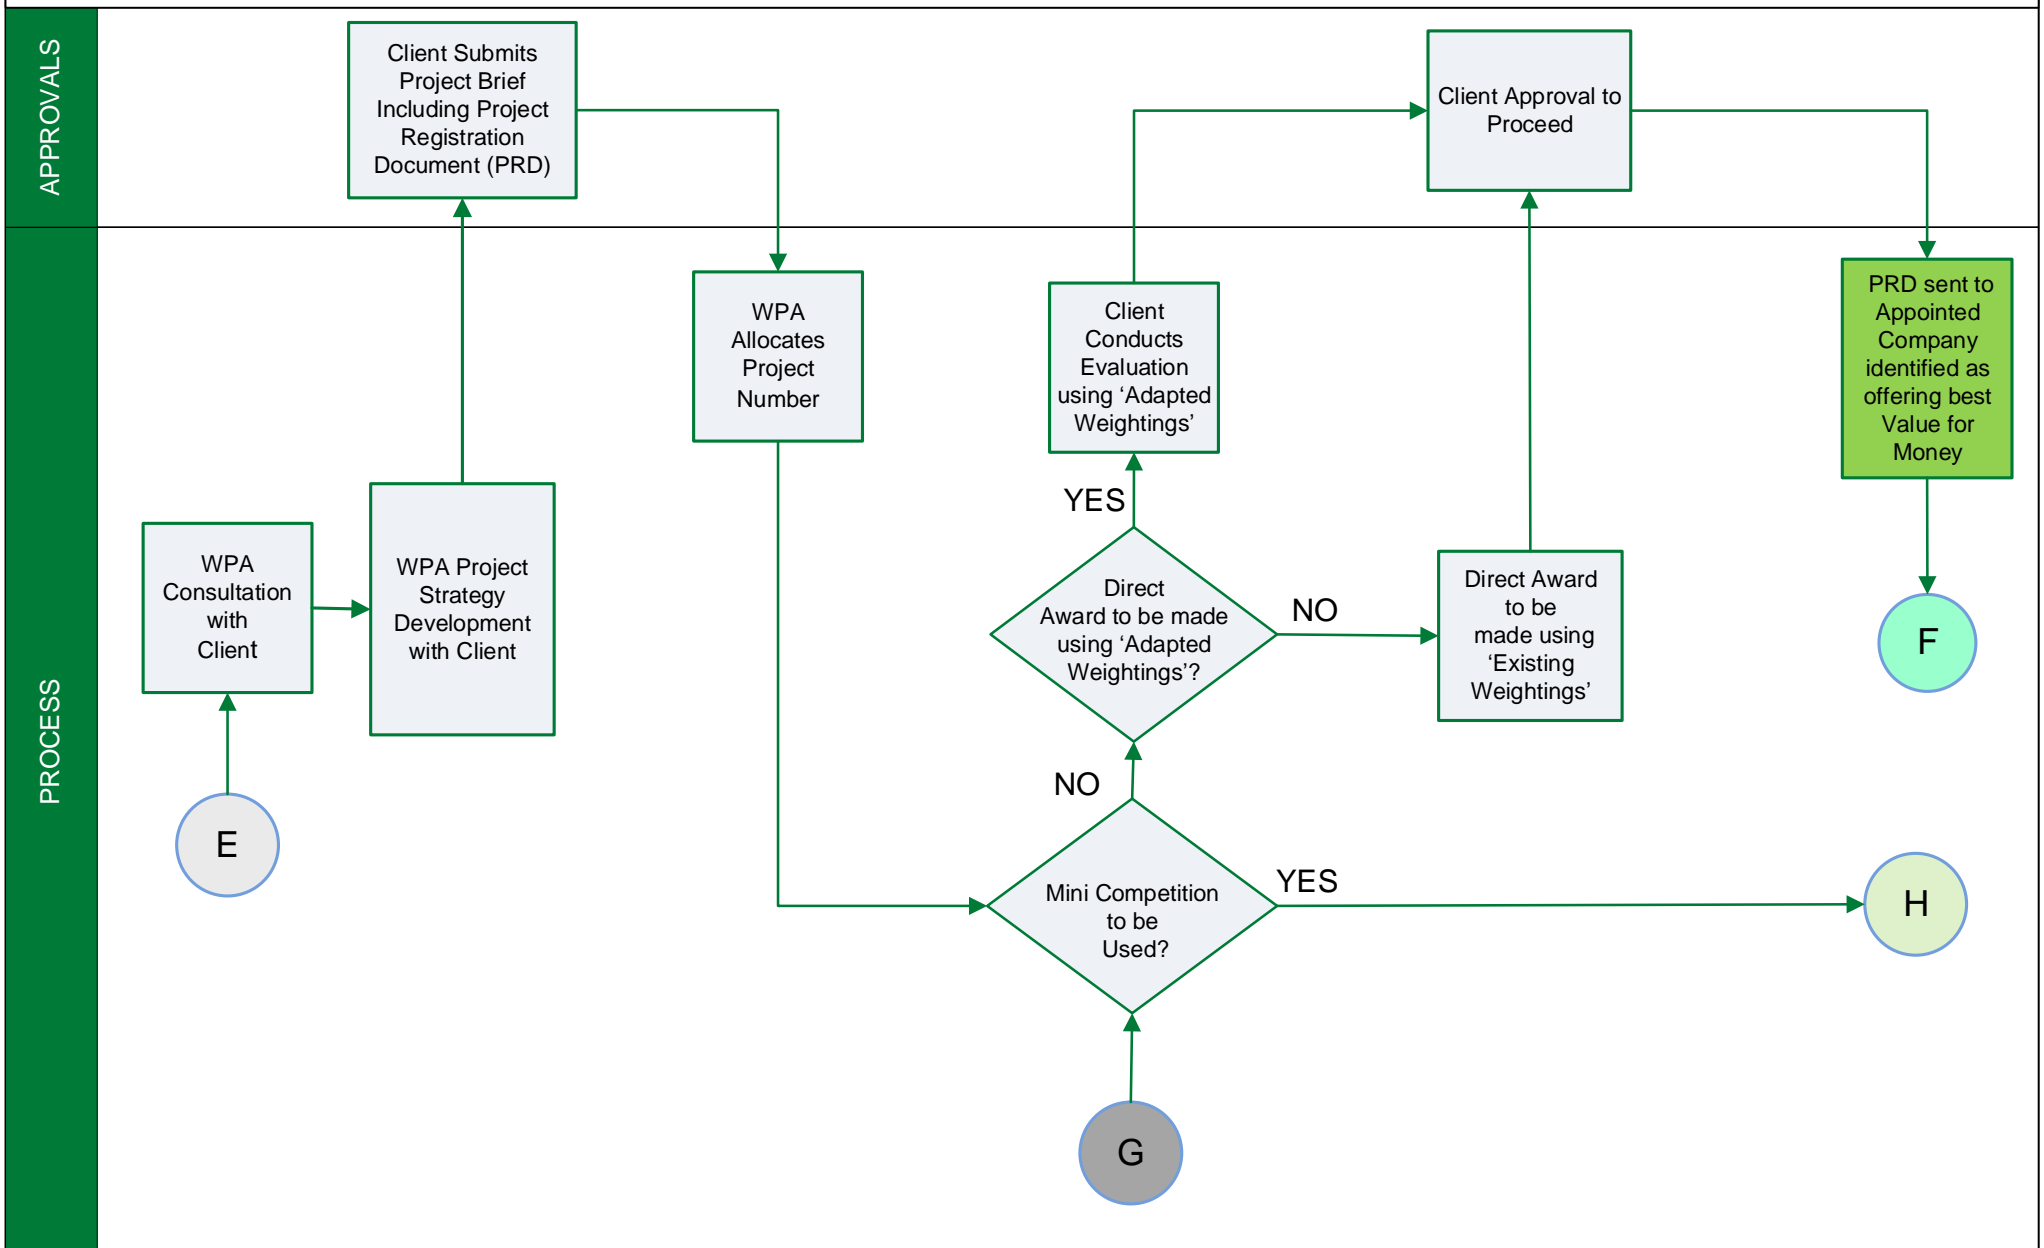 APPROVALS
Client Submits
Project Brief
Including Project
Registration
Document (PRD)
Client Approval to
Proceed
PROCESS
WPA
Consultation
with
Client
WPA Project
Strategy
Development
with Client
WPA
Allocates
Project
Number
Client
Conducts
Evaluation
using ‘Adapted
Weightings’
YES
Direct
Award to be made
using ‘Adapted
Weightings’?
NO
Direct Award
to be
made using
‘Existing
Weightings’
PRD sent to
Appointed
Company
identified as
offering best
Value for
Money
F
NO
E
Mini Competition
to be
Used?
YES
H
G